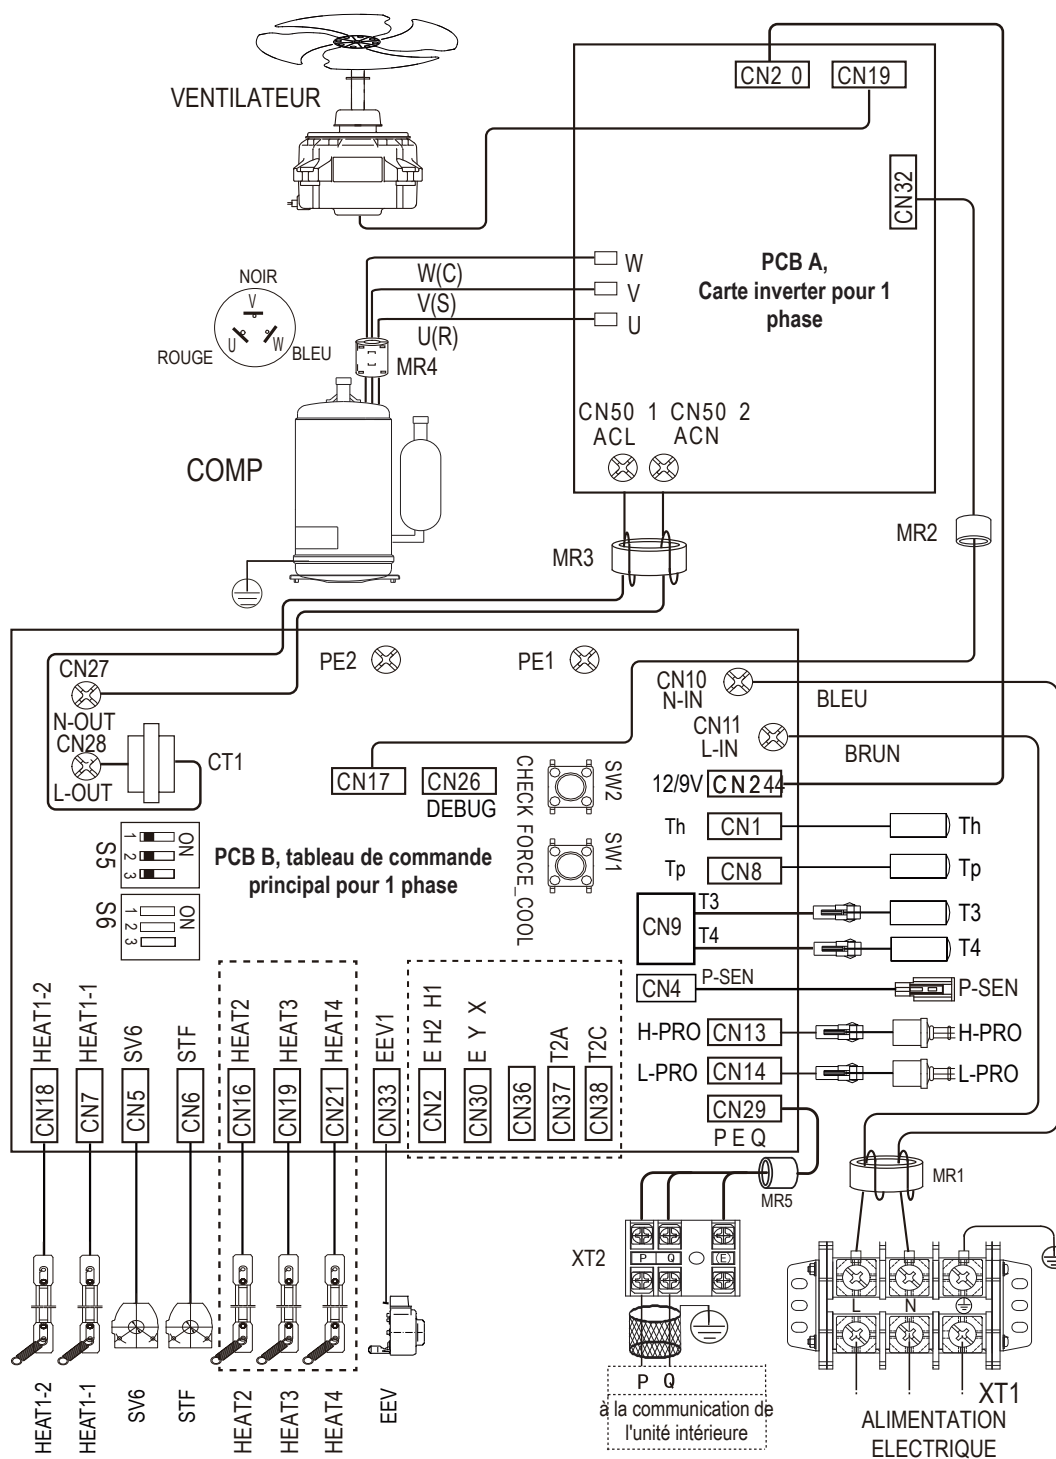 CN2 0
CN19
VENTILATEUR
CN32
PCB A,
Carte inverter pour 1
phase
W
V
U
W(C)
V(S)
U(R)
NOIR
V
U
W
ROUGE
BLEU
MR4
CN50 1 CN50 2
ACL ACN
COMP
MR3
MR2
CN27
N-OUT
CN28
L-OUT
CT1
PE2
PE1
CN10
N-IN
BLEU
CN11
L-IN
BRUN
CN17
CN26
DEBUG
CHECK FORCE_COOL
SW2
SW1
12/9V
CN244
Th
CN1
Th
Tp
CN8
Tp
S5
ON
1
2
3
S6
ON
1
2
3
PCB B, tableau de commande
principal pour 1 phase
CN9
T3
T4
T3
T4
CN4
P-SEN
P-SEN
H-PRO
CN13
H-PRO
L-PRO
CN14
L-PRO
CN29
P E Q
HEAT1-2
HEAT1-1
SV6
STF
HEAT2
HEAT3
HEAT4
EEV1
E H2 H1
E Y X
T2A
T2C
CN18
CN7
CN5
CN6
CN16
CN19
CN21
CN33
CN2
CN30
CN36
CN37
CN38
MR5
MR1
XT2
P
Q
(E)
L
N
XT1
P Q
à la communication de
l'unité intérieure
ALIMENTATION
ELECTRIQUE
HEAT1-2
HEAT1-1
SV6
STF
HEAT2
HEAT3
HEAT4
EEV